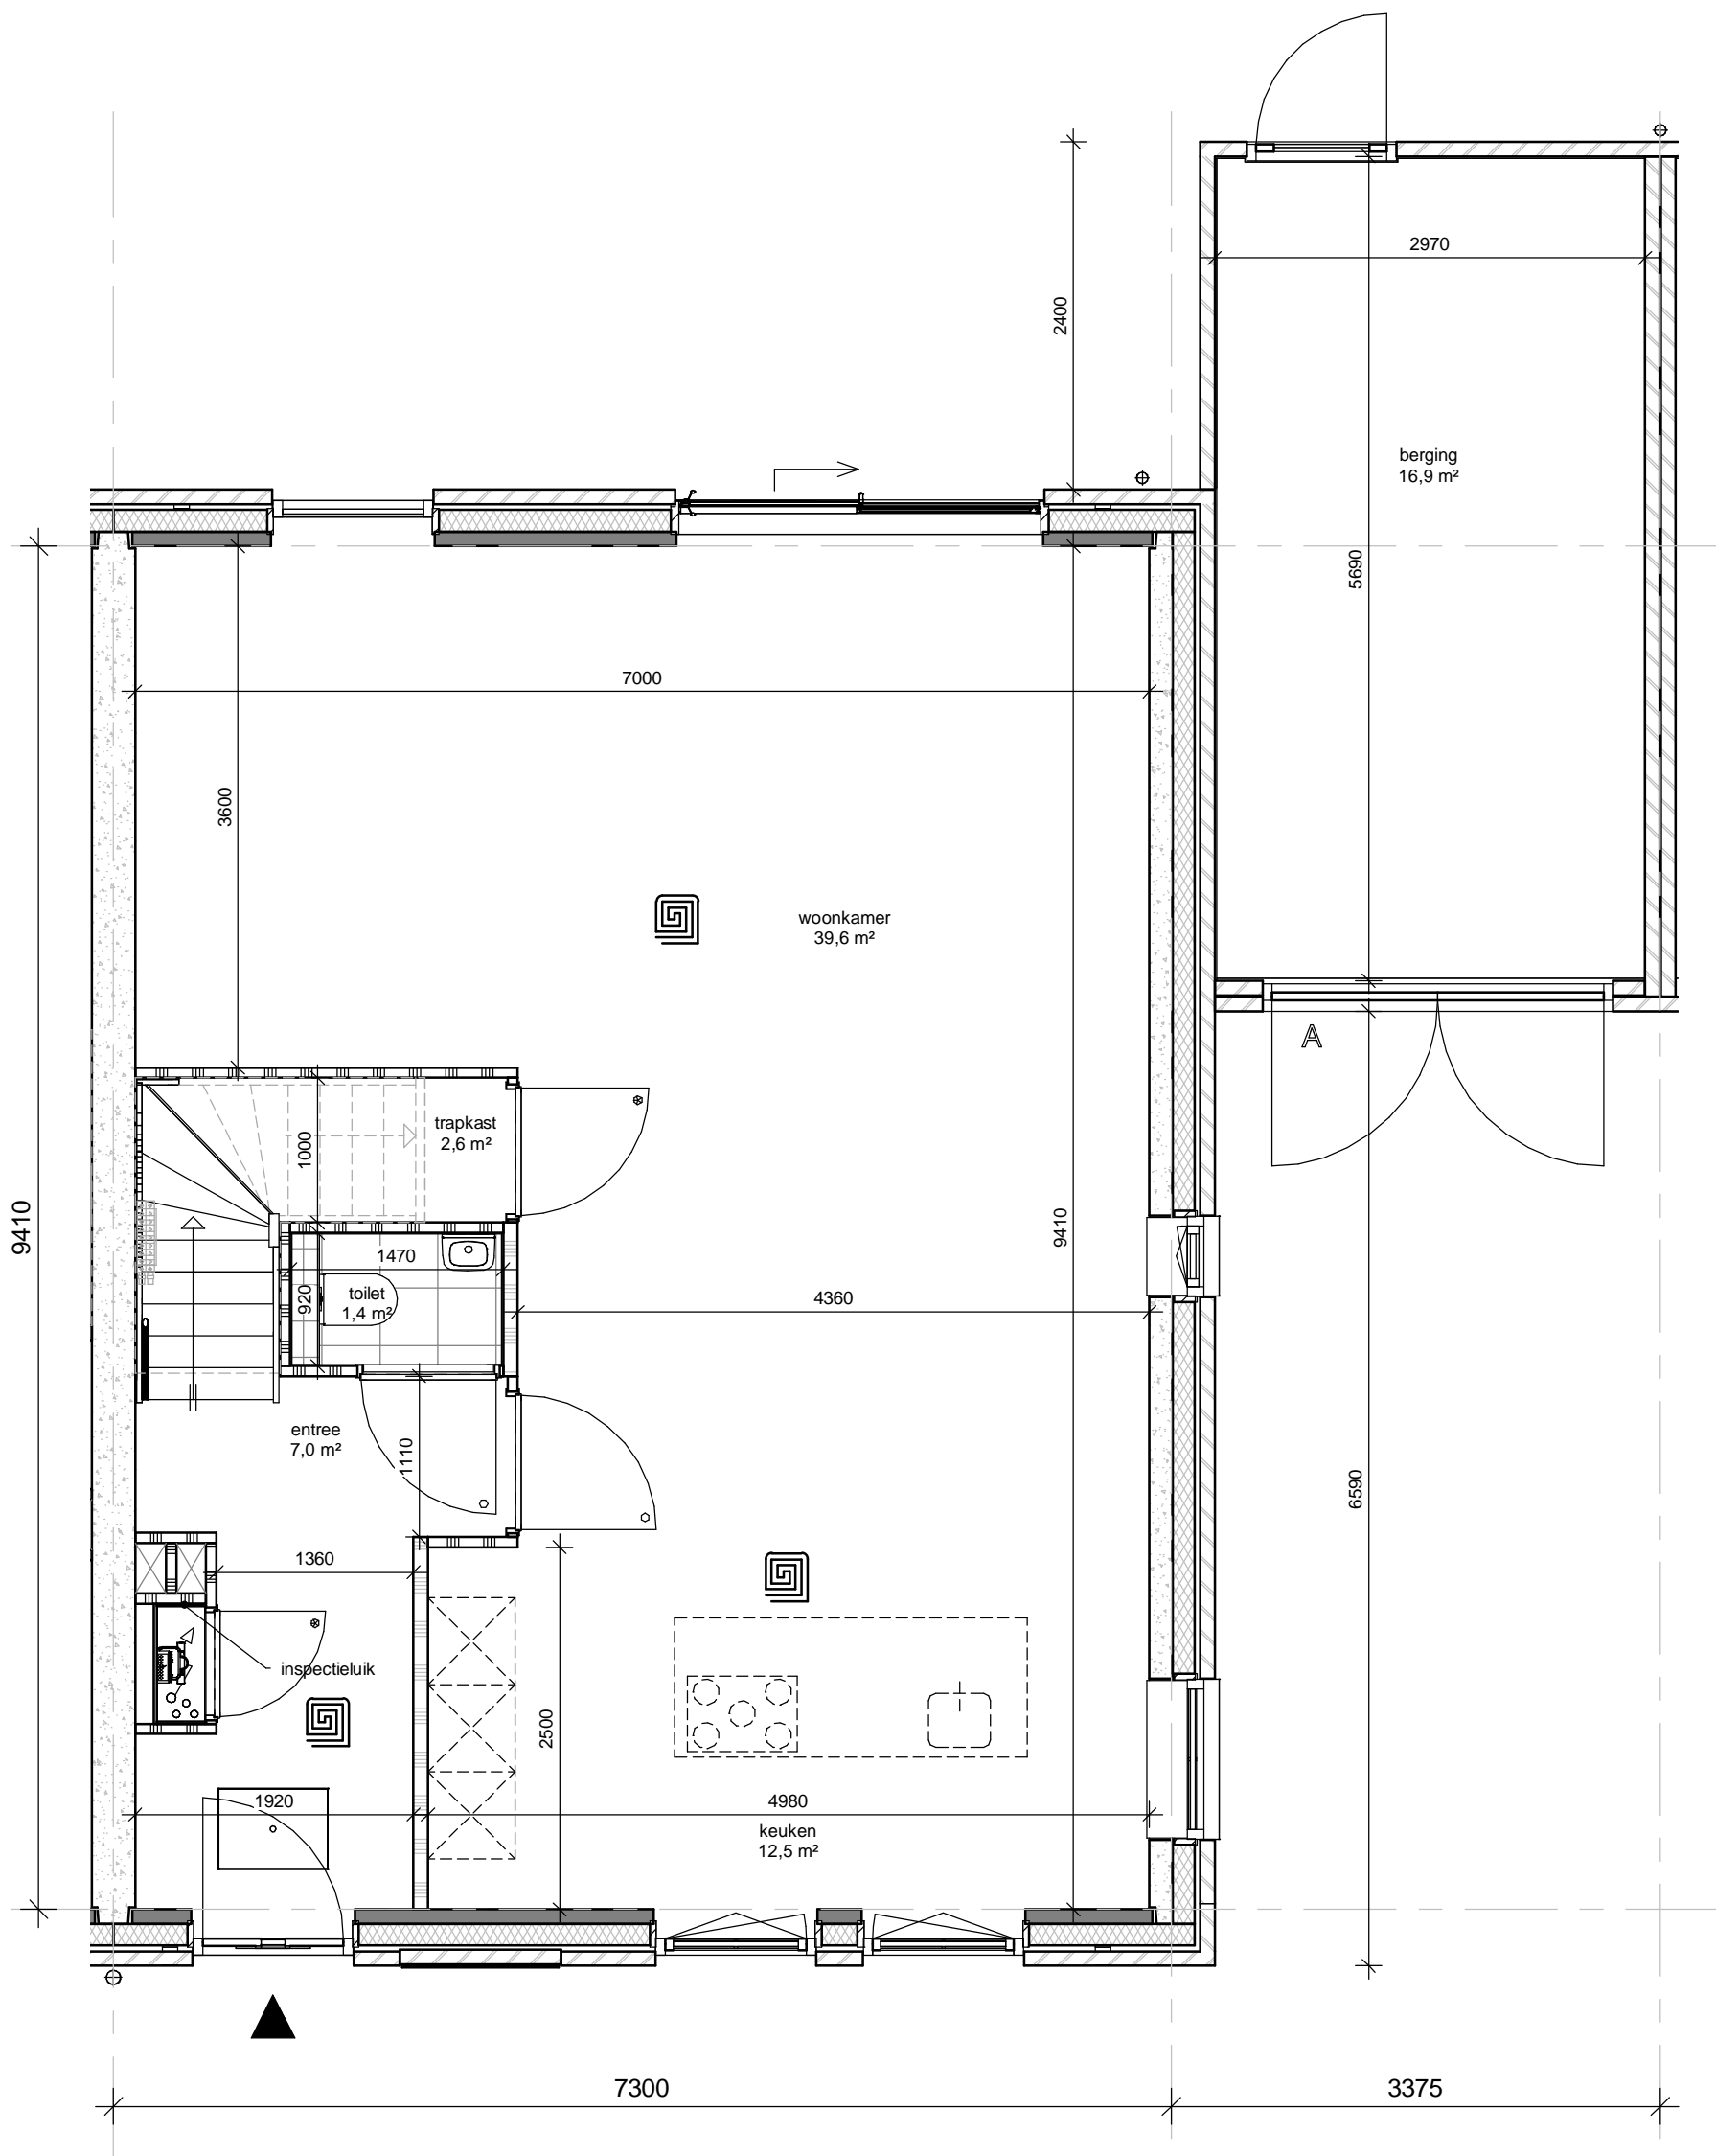 2970
2400
berging
16,9 m²
5690
7000
3600
woonkamer
39,6 m²
A
trapkast
2,6 m²
1000
9410
9410
1470
920
toilet
1,4 m²
4360
entree
7,0 m²
1110
6590
1360
inspectieluik
2500
1920
4980
keuken
12,5 m²
7300
3375